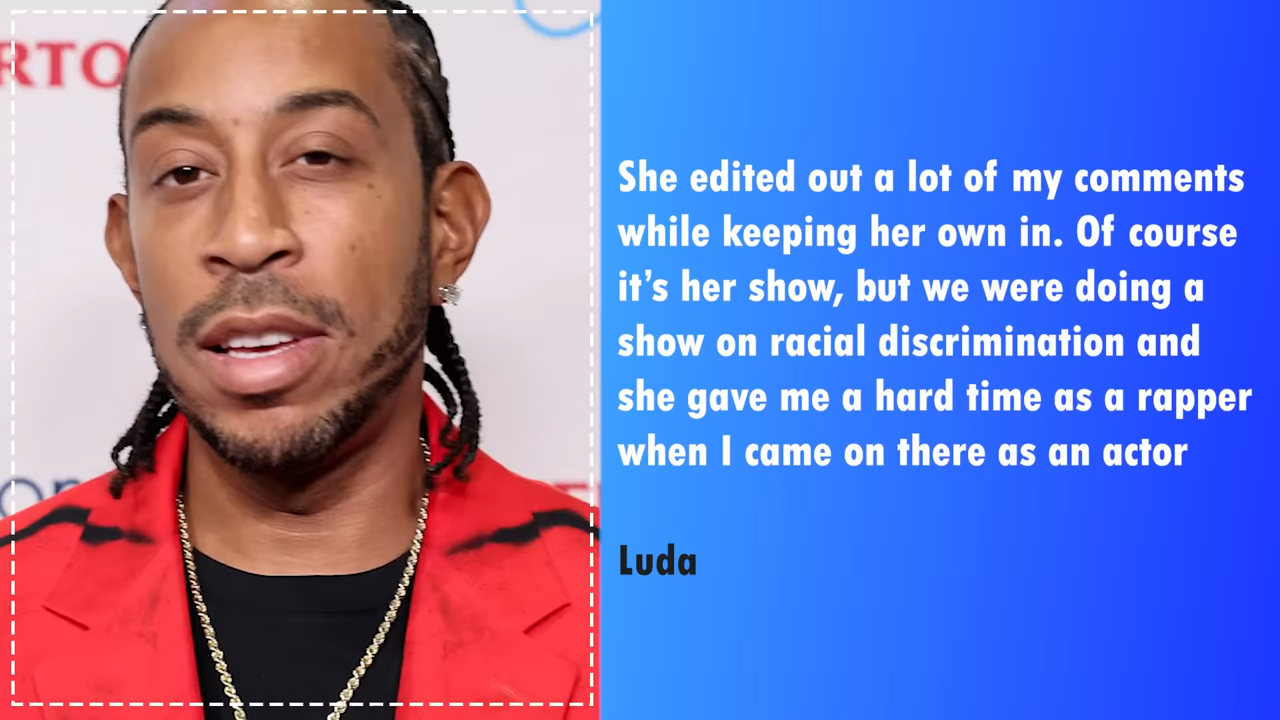 RTO
She edited out a lot of my comments
while keeping her own in. Of course
it’s her show, but we were doing a
show on racial discrimination and
she gave me a hard time as a rapper
when I came on there as an actor
Luda